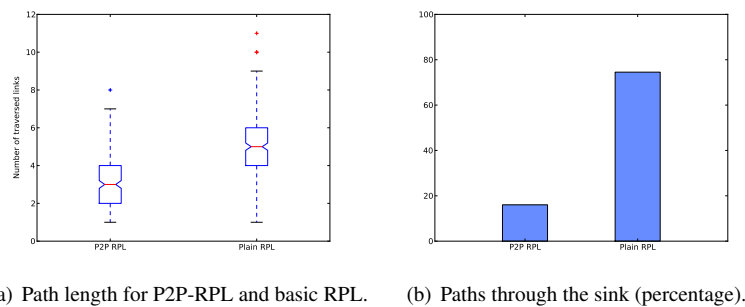 12
10
8
6
4
2
0
Number of traversed links
P2P RPL
Plain RPL
100
80
60
40
20
0
P2P RPL
Plain RPL
a) Path length for P2P-RPL and basic RPL.
(b) Paths through the sink (percentage).